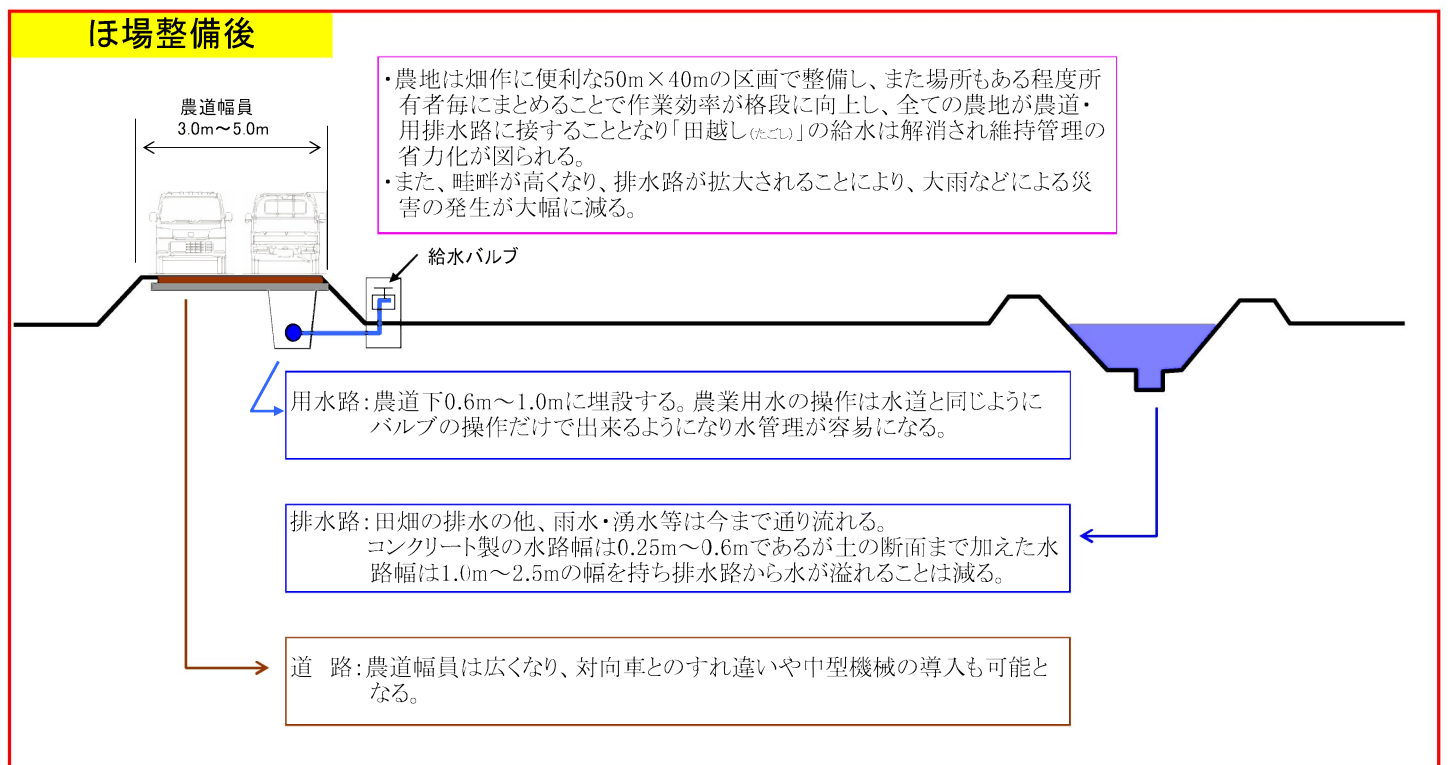 ほ場整備後
・農地は畑作に便利な50m×40mの区画で整備し、また場所もある程度所
有者毎にまとめることで作業効率が格段に向上し、全ての農地が農道・
用排水路に接することとなり「田越し(たごし)」の給水は解消され維持管理の
省力化が図られる。
・また、畦畔が高くなり、排水路が拡大されることにより、大雨などによる災
害の発生が大幅に減る。
農道幅員
3.0m～5.0m
給水バルブ
用水路：農道下0.6m～1.0mに埋設する。農業用水の操作は水道と同じように
バルブの操作だけで出来るようになり水管理が容易になる。
排水路：田畑の排水の他、雨水・湧水等は今まで通り流れる。
コンクリート製の水路幅は0.25m～0.6mであるが土の断面まで加えた水
路幅は1.0m～2.5mの幅を持ち排水路から水が溢れることは減る。
道　路：農道幅員は広くなり、対向車とのすれ違いや中型機械の導入も可能と
なる。